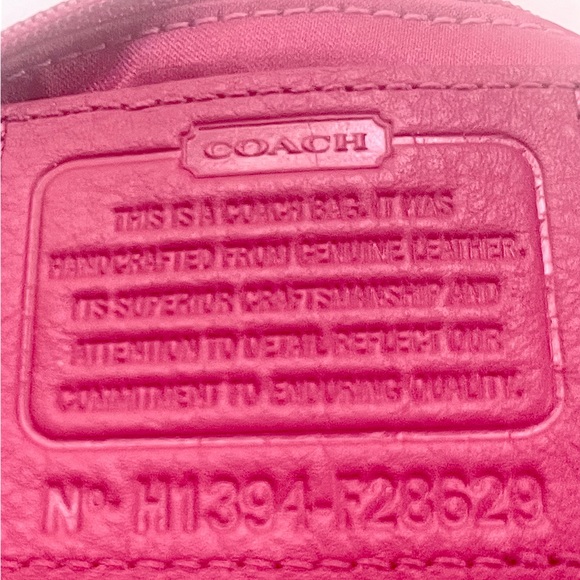 COACH
THIS IS A COACH BAG. IT WAS
HANDCRAFTED FROM GENUINE LEATHER.
ITS SUPERIOR CRAFTSMANSHIP AND
ATTENTION TO DETAIL REFLECT OUR
COMMITMENT TO ENDURING QUALITY.
Nº H1394-F28629